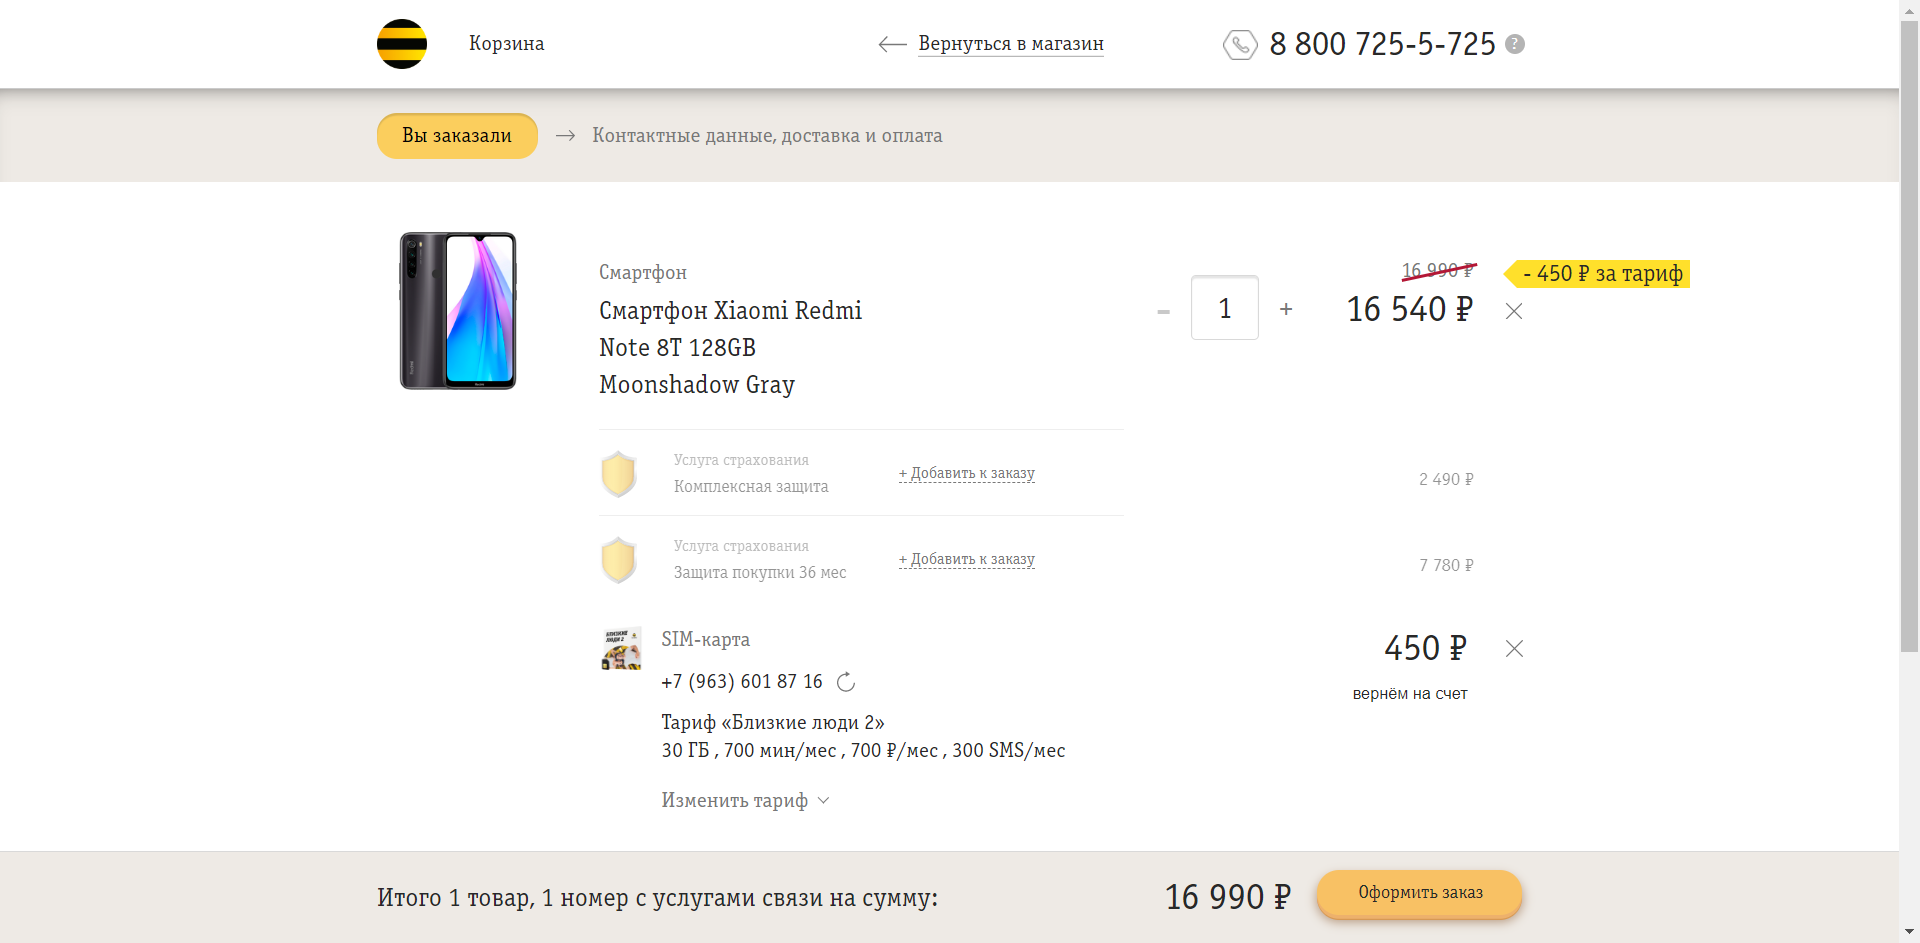 Корзина
Вернуться в магазин
8 800 725-5-725 ?
Вы заказали
Контактные данные, доставка и оплата
Смартфон
Смартфон Xiaomi Redmi
Note 8T 128GB
Moonshadow Gray
- 1 +
16 990 ₽
- 450 ₽ за тариф
16 540 ₽
Услуга страхования
Комплексная защита
+ Добавить к заказу
2 490 ₽
Услуга страхования
Защита покупки 36 мес
+ Добавить к заказу
7 780 ₽
БЛИЗКИЕ
ЛЮДИ 2
SIM-карта
450 ₽
+7 (963) 601 87 16
вернём на счет
Тариф «Близкие люди 2»
30 ГБ , 700 мин/мес , 700 ₽/мес , 300 SMS/мес
Изменить тариф
Итого 1 товар, 1 номер с услугами связи на сумму:
16 990 ₽
Оформить заказ